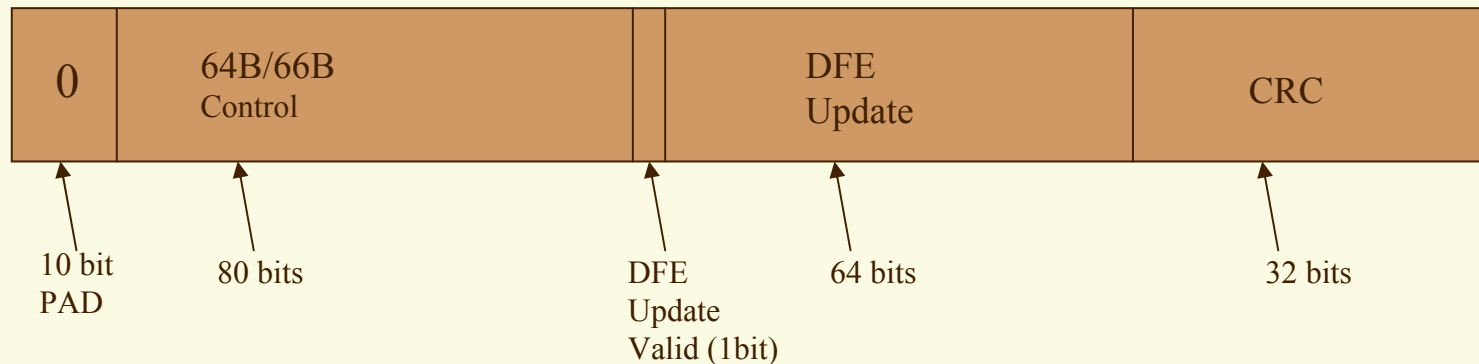 0
64B/66B
Control
DFE
Update
CRC
10 bit
PAD
80 bits
DFE
Update
Valid (1bit)
64 bits
32 bits